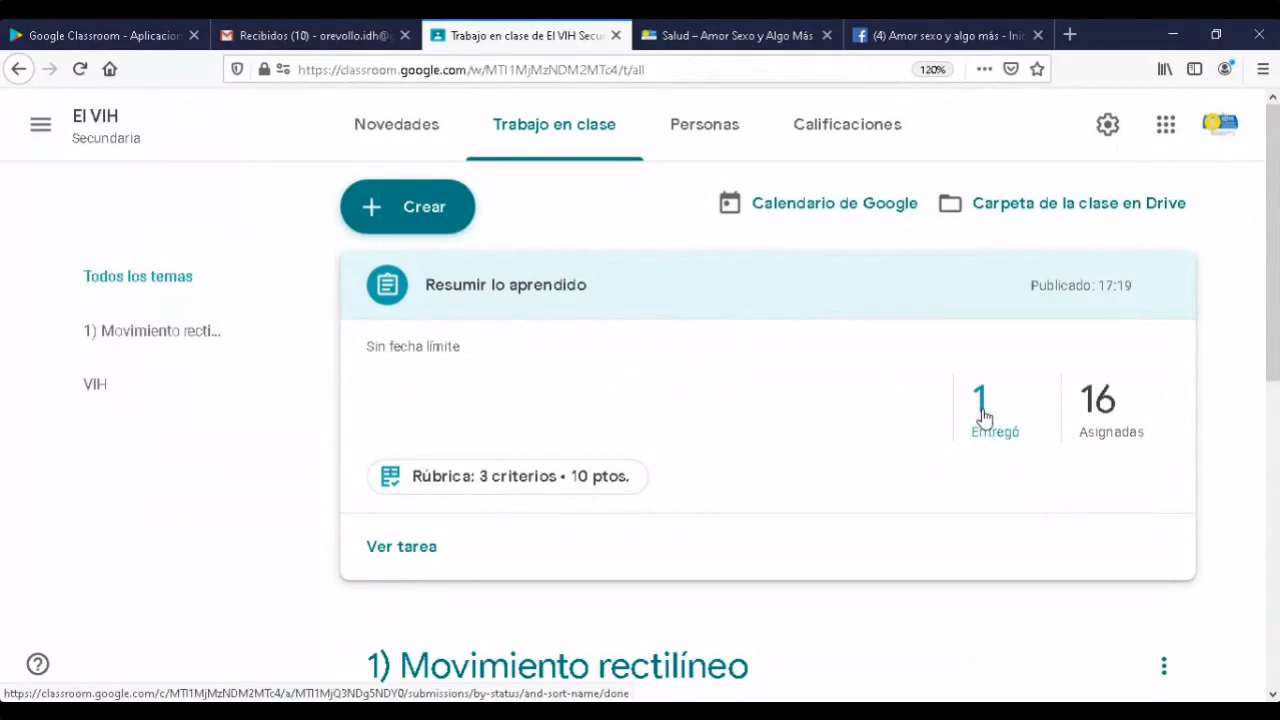 Google Classroom - Aplicacion
Recibidos (10) - orevollo.idh@g
Trabajo en clase de El VIH Secu
Salud – Amor Sexo y Algo Más
(4) Amor sexo y algo más - Ini
https://classroom.google.com/w/MTI1MjMzNDM2MTc4/t/all
120%
El VIH
Secundaria
Novedades
Trabajo en clase
Personas
Calificaciones
Crear
Calendario de Google
Carpeta de la clase en Drive
Todos los temas
1) Movimiento recti...
VIH
Resumir lo aprendido
Publicado: 17:19
Sin fecha límite
1
Entregó
16
Asignadas
Rúbrica: 3 criterios • 10 ptos.
Ver tarea
1) Movimiento rectilíneo
https://classroom.google.com/c/MTI1MjMzNDM2MTc4/a/MTI1MjQ3NDg5NDY0/submissions/by-status/and-sort-name/done